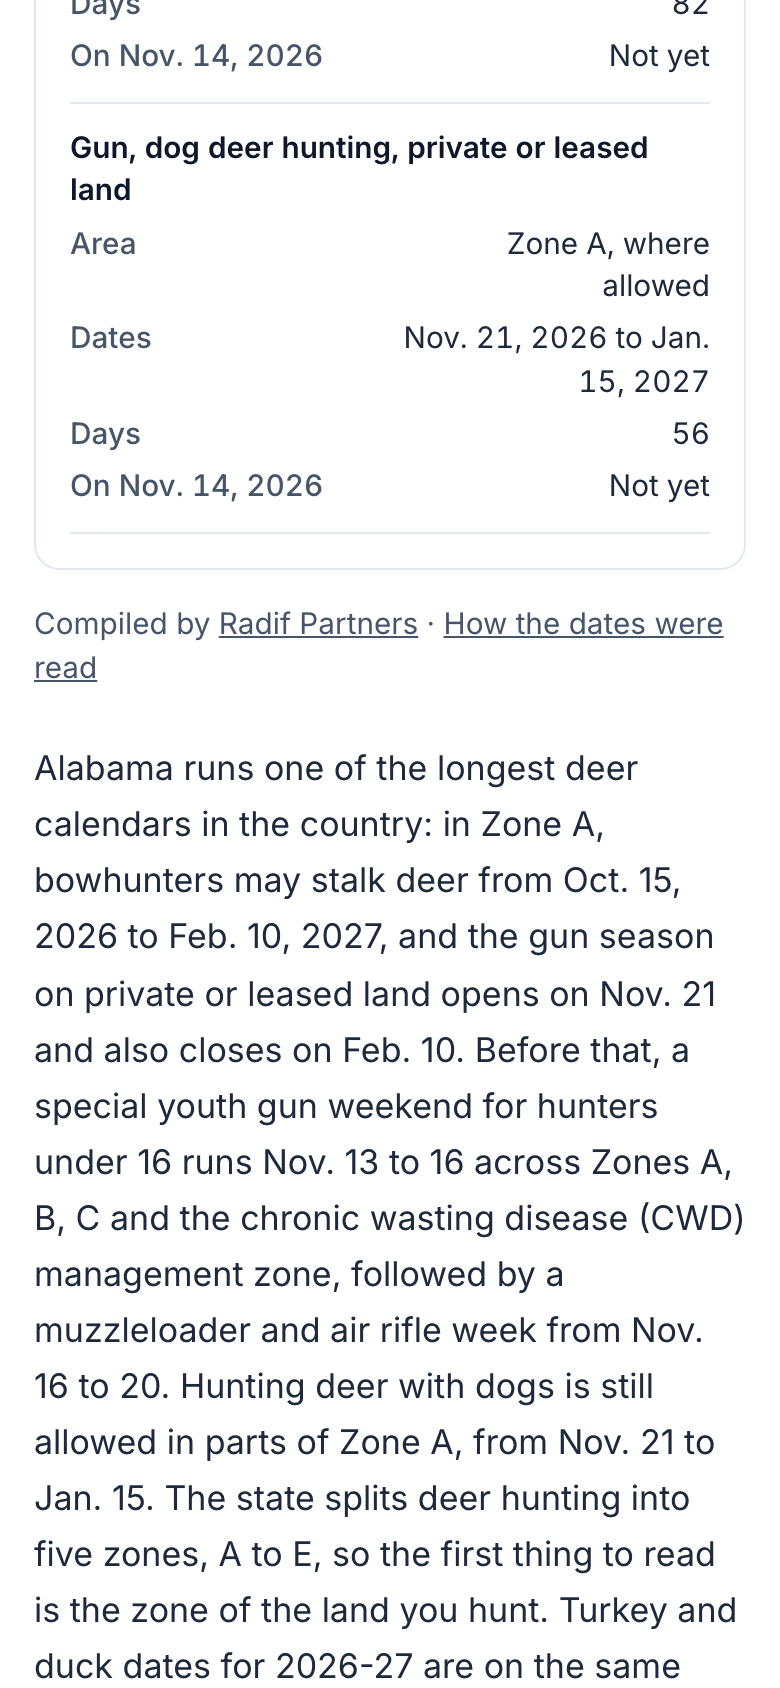 Days 82
On Nov. 14, 2026 Not yet
Gun, dog deer hunting, private or leased
land
Area Zone A, where
allowed
Dates Nov. 21, 2026 to Jan.
15, 2027
Days 56
On Nov. 14, 2026 Not yet
Compiled by Radif Partners · How the dates were
read
Alabama runs one of the longest deer
calendars in the country: in Zone A,
bowhunters may stalk deer from Oct. 15,
2026 to Feb. 10, 2027, and the gun season
on private or leased land opens on Nov. 21
and also closes on Feb. 10. Before that, a
special youth gun weekend for hunters
under 16 runs Nov. 13 to 16 across Zones A,
B, C and the chronic wasting disease (CWD)
management zone, followed by a
muzzleloader and air rifle week from Nov.
16 to 20. Hunting deer with dogs is still
allowed in parts of Zone A, from Nov. 21 to
Jan. 15. The state splits deer hunting into
five zones, A to E, so the first thing to read
is the zone of the land you hunt. Turkey and
duck dates for 2026-27 are on the same